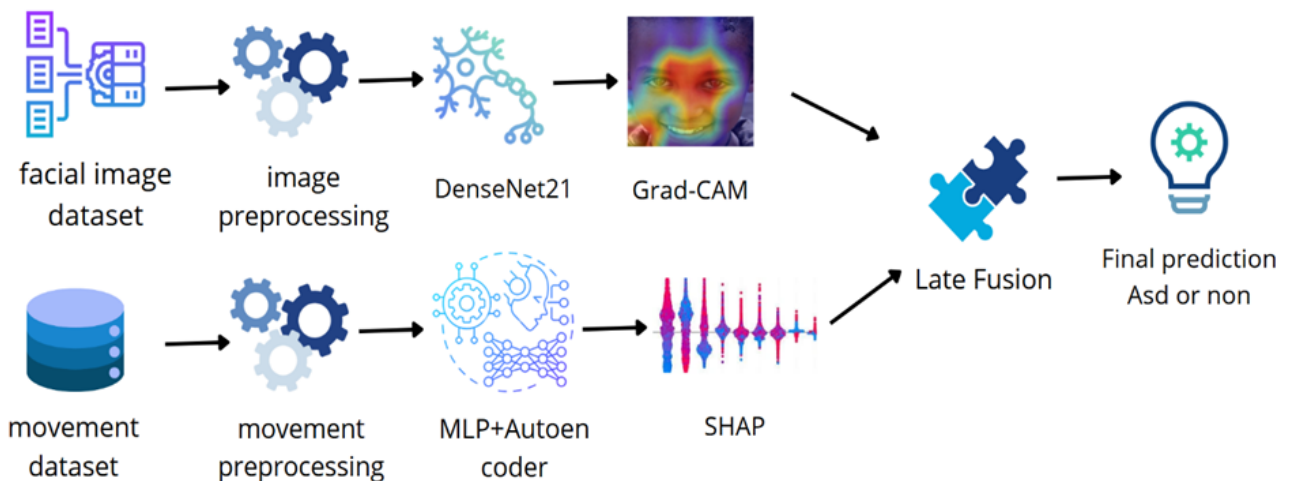 facial image
dataset
image
preprocessing
DenseNet21
Grad-CAM
Late Fusion
Final prediction
Asd or non
movement
dataset
movement
preprocessing
MLP+Autoen
coder
SHAP